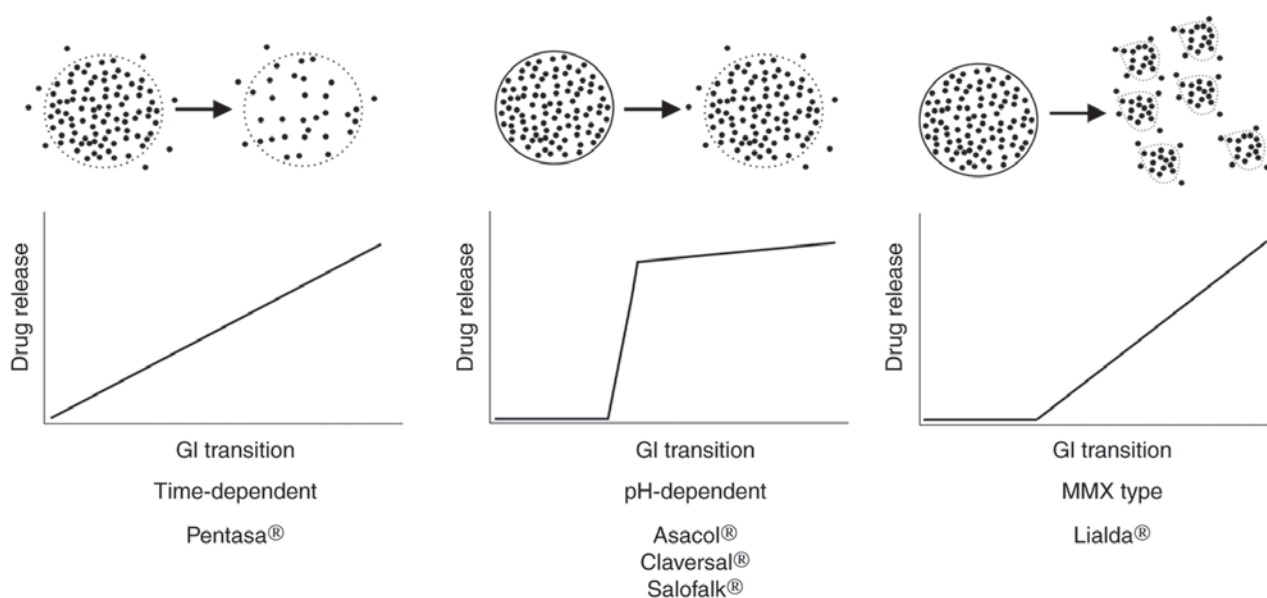 Drug release
GI transition
Time-dependent
Pentasa®
Drug release
GI transition
pH-dependent
Asacol®
Claversal®
Salofalk®
Drug release
GI transition
MMX type
Lialda®